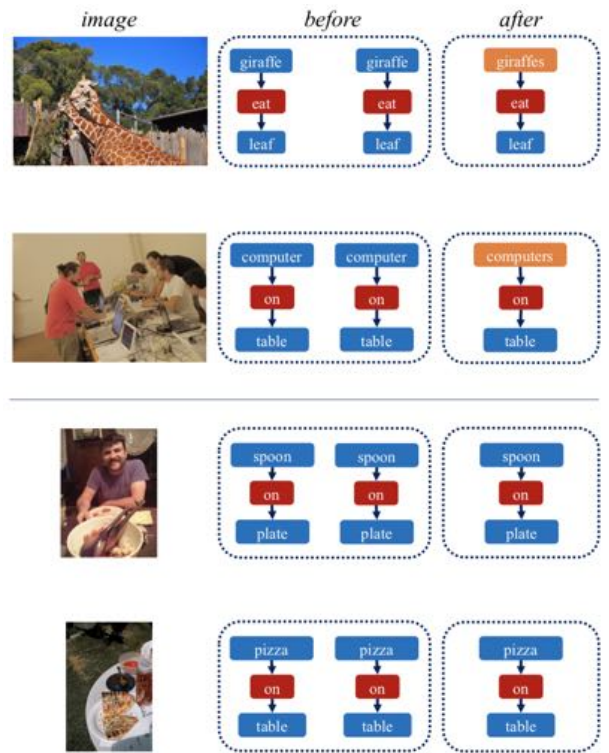 image before after
giraffe giraffe giraffes
eat eat eat
leaf leaf leaf
computer computer computers
on on on
table table table
spoon spoon spoon
on on on
plate plate plate
pizza pizza pizza
on on on
table table table